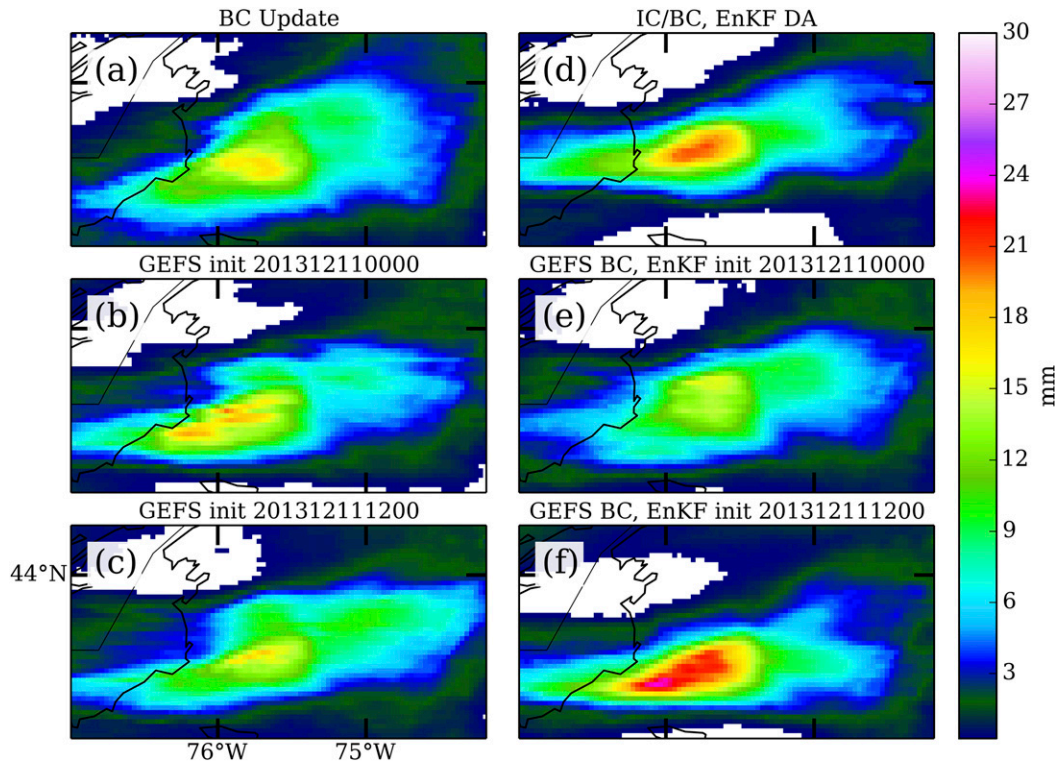 BC Update
IC/BC, EnKF DA
(a)
(d)
GEFS init 201312110000
GEFS BC, EnKF init 201312110000
(b)
(e)
GEFS init 201312111200
GEFS BC, EnKF init 201312111200
(c)
(f)
44°N
76°W
75°W
30
27
24
21
18
15
12
9
6
3
mm